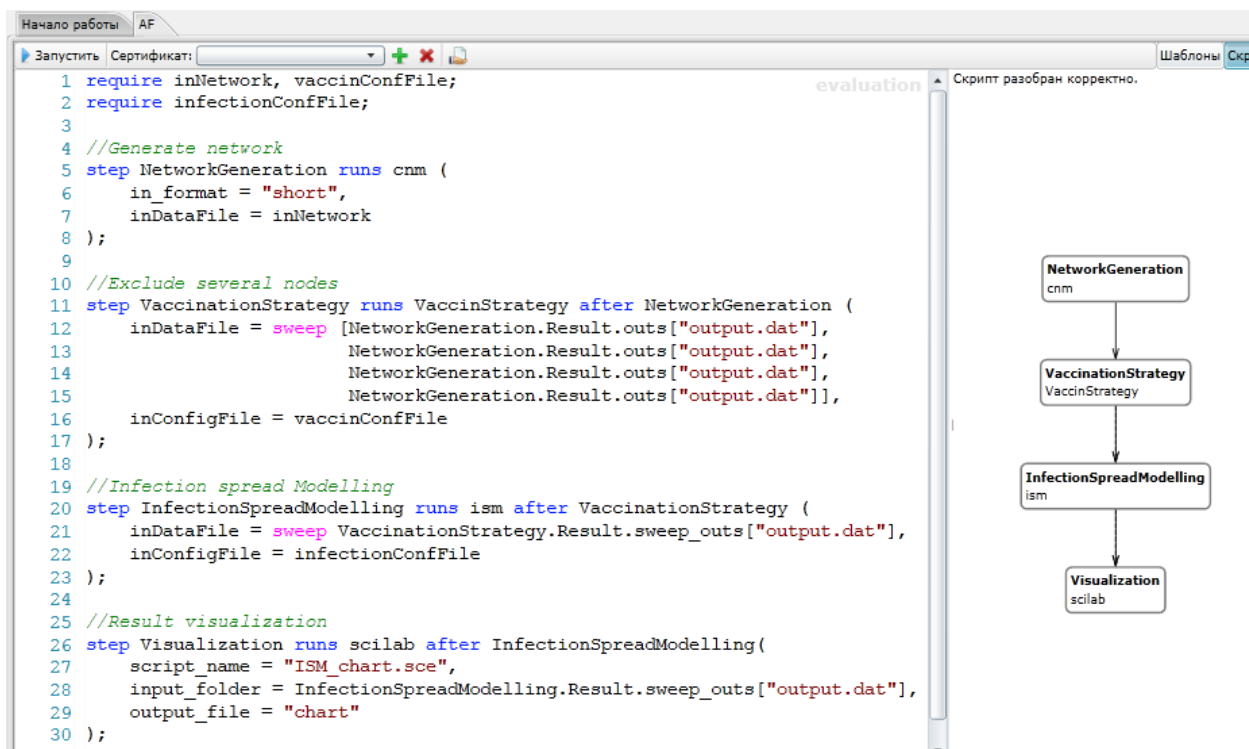 Начало работы AF
Запустить Сертификат:
Шаблоны Скр
evaluation
1 require inNetwork, vaccinConfFile;
2 require infectionConfFile;
3
4 //Generate network
5 step NetworkGeneration runs cnm (
6 in_format = "short",
7 inDataFile = inNetwork
8 );
9
10 //Exclude several nodes
11 step VaccinationStrategy runs VaccinStrategy after NetworkGeneration (
12 inDataFile = sweep [NetworkGeneration.Result.outs["output.dat"],
13 NetworkGeneration.Result.outs["output.dat"],
14 NetworkGeneration.Result.outs["output.dat"],
15 NetworkGeneration.Result.outs["output.dat"]],
16 inConfigFile = vaccinConfFile
17 );
18
19 //Infection spread Modelling
20 step InfectionSpreadModelling runs ism after VaccinationStrategy (
21 inDataFile = sweep VaccinationStrategy.Result.sweep_outs["output.dat"],
22 inConfigFile = infectionConfFile
23 );
24
25 //Result visualization
26 step Visualization runs scilab after InfectionSpreadModelling(
27 script_name = "ISM_chart.sce",
28 input_folder = InfectionSpreadModelling.Result.sweep_outs["output.dat"],
29 output_file = "chart"
30 );
Скрипт разобран корректно.
NetworkGeneration
cnm
VaccinationStrategy
VaccinStrategy
InfectionSpreadModelling
ism
Visualization
scilab